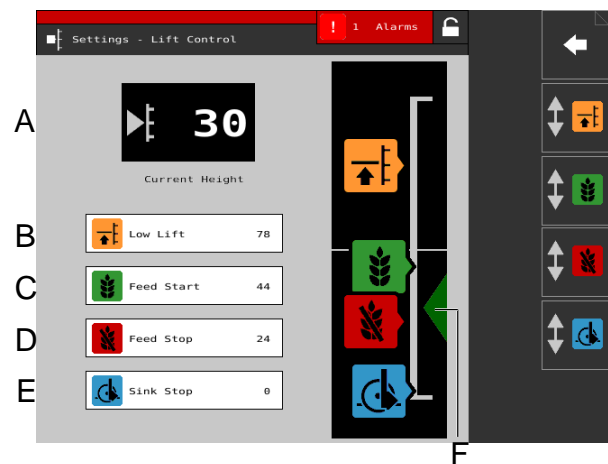 Settings - Lift Control
! 1 Alarms
A
30
Current Height
B
Low Lift 78
C
Feed Start 44
D
Feed Stop 24
E
Sink Stop 0
F